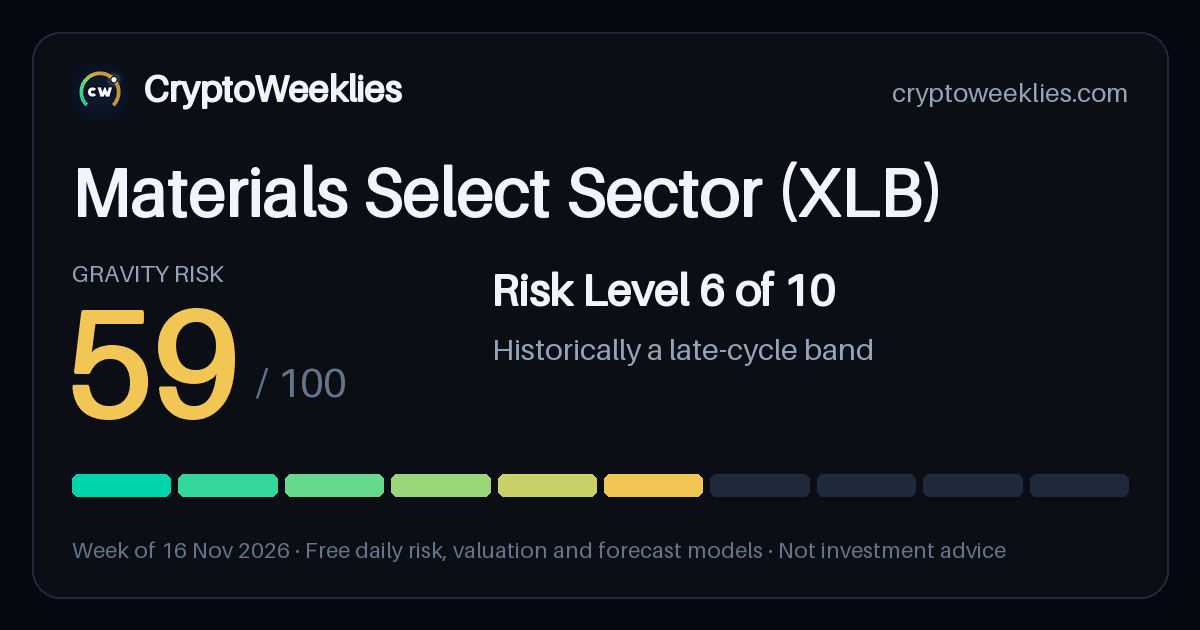 CW
CryptoWeeklies
cryptoweeklies.com
Materials Select Sector (XLB)
GRAVITY RISK
59 / 100
Risk Level 6 of 10
Historically a late-cycle band
Week of 16 Nov 2026 · Free daily risk, valuation and forecast models · Not investment advice